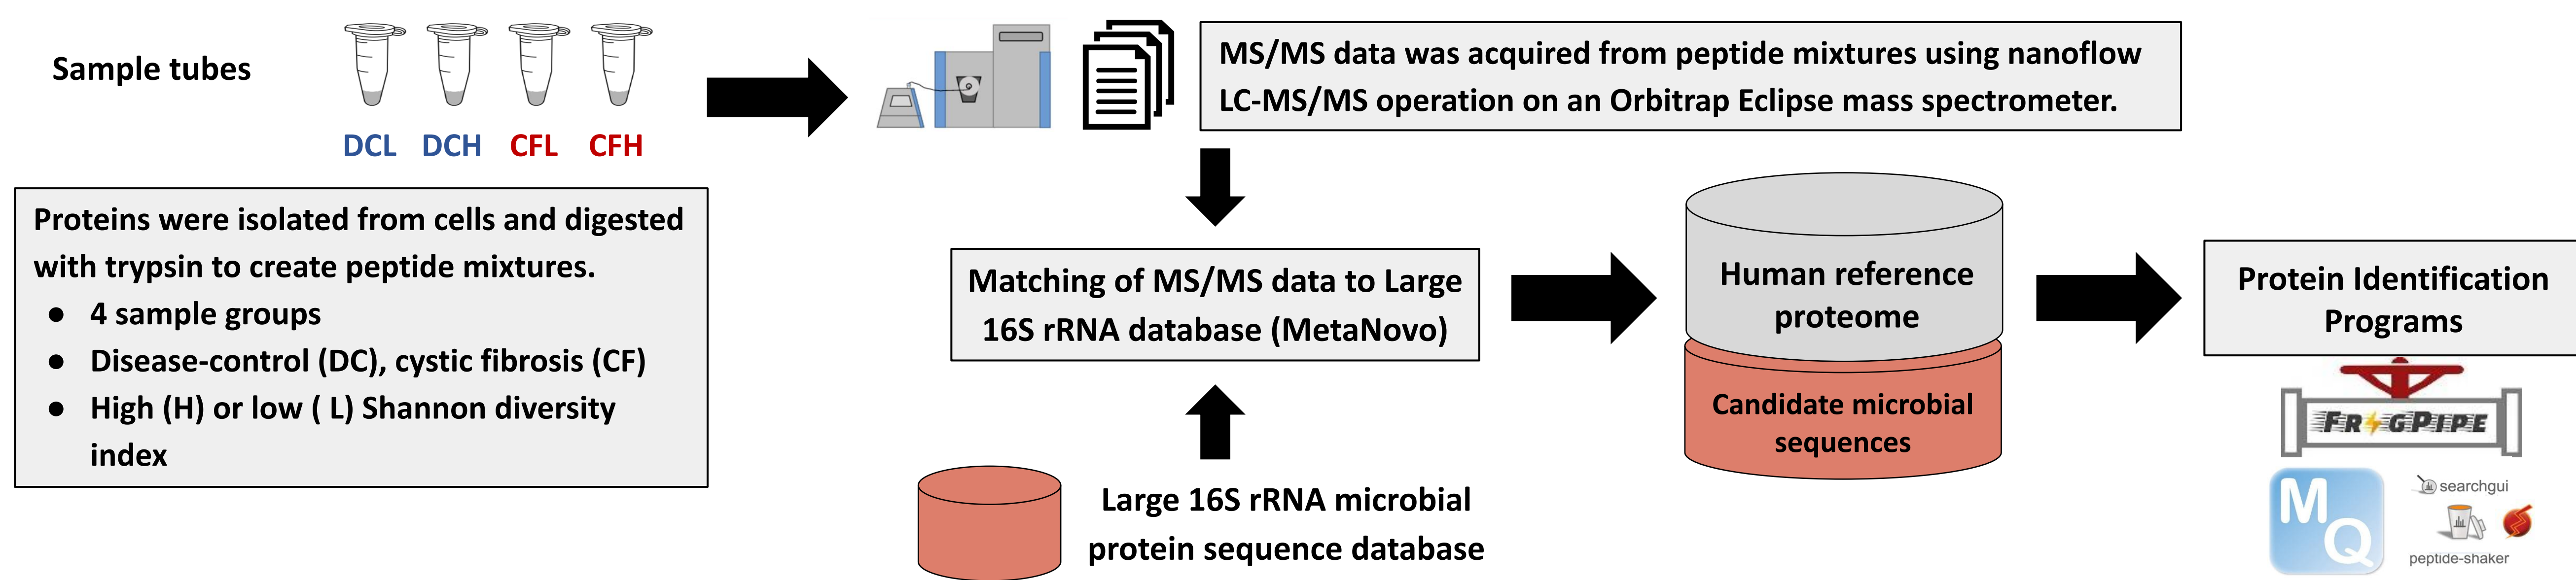 Sample tubes
DCL DCH CFL CFH
MS/MS data was acquired from peptide mixtures using nanoflow
LC-MS/MS operation on an Orbitrap Eclipse mass spectrometer.
Proteins were isolated from cells and digested
with trypsin to create peptide mixtures.
● 4 sample groups
● Disease-control (DC), cystic fibrosis (CF)
● High (H) or low ( L) Shannon diversity
index
Matching of MS/MS data to Large
16S rRNA database (MetaNovo)
Large 16S rRNA microbial
protein sequence database
Human reference
proteome
Candidate microbial
sequences
Protein Identification
Programs
FRGPIPE
MQ
searchgui
peptide-shaker